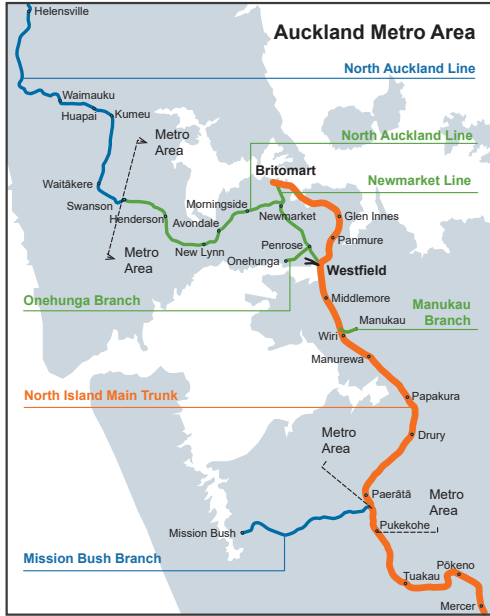 Helensville
Auckland Metro Area
North Auckland Line
Waimauku
Huapai
Kumeu
Metro
Area
North Auckland Line
Britomart
Waitākere
Newmarket Line
Swanson
Morningside
Henderson
Newmarket
Glen Innes
Avondale
Panmure
Metro
Area
New Lynn
Penrose
Onehunga
Westfield
Onehunga Branch
Middlemore
Manukau
Manukau
Branch
Wiri
Manurewa
North Island Main Trunk
Papakura
Metro
Area
Drury
Paerātā
Metro
Area
Mission Bush
Pukekohe
Mission Bush Branch
Pōkeno
Tuakau
Mercer